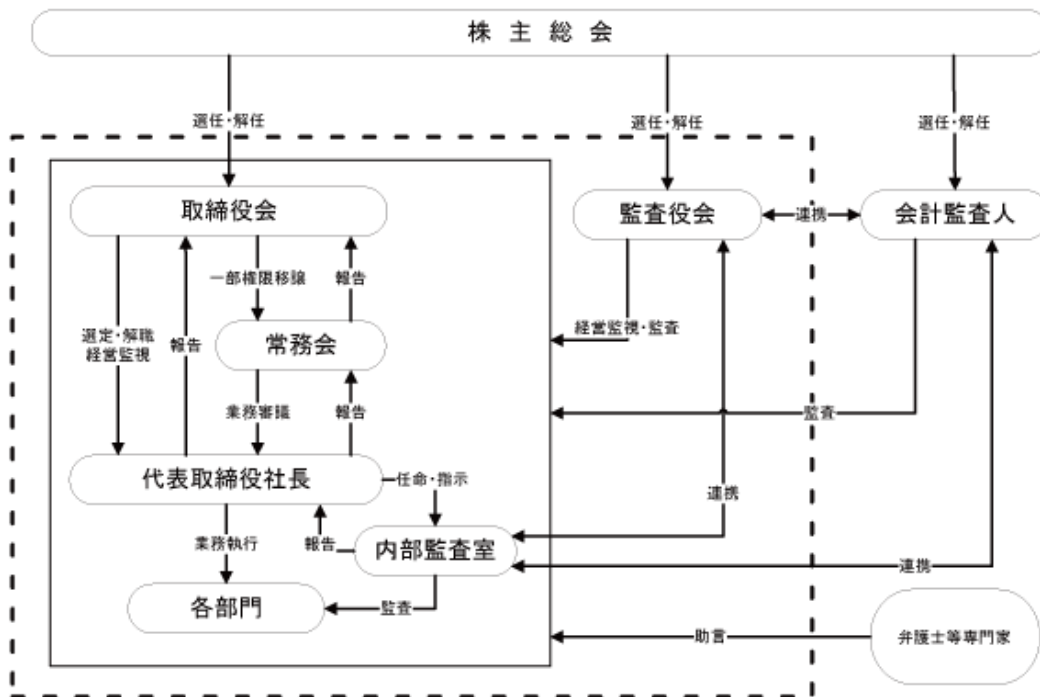 株主総会
選任・解任
選任・解任
選任・解任
取締役会
監査役会
連携
会計監査人
一部権限移譲
報告
選定・解職
経営監視
報告
経営監視・監査
常務会
業務審議
報告
監査
代表取締役社長
任命・指示
連携
業務執行
報告
内部監査室
連携
各部門
監査
助言
弁護士等専門家